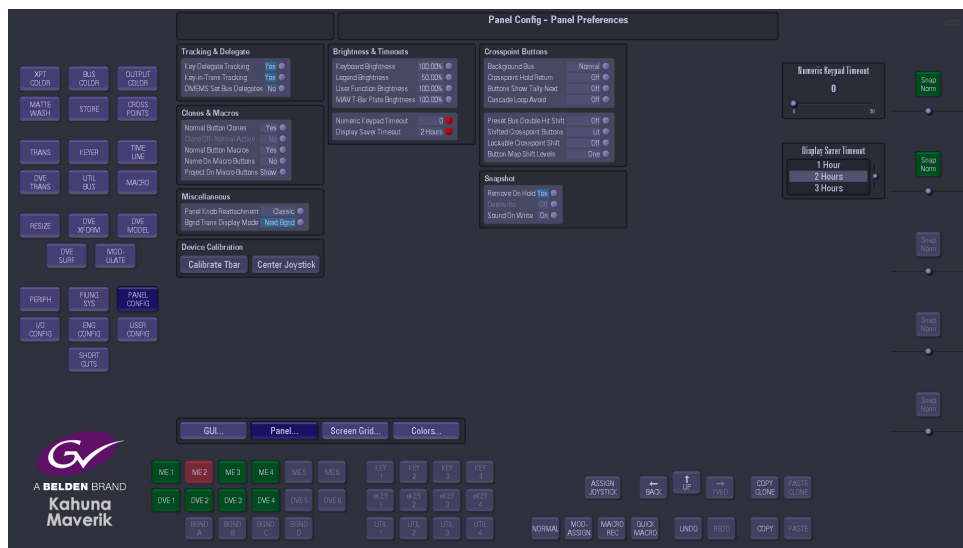 Panel Config – Panel Preferences
Tracking & Delegate
Key Delegate Tracking Yes
Key-in-Trans Tracking Yes
DMEMS Set Bus Delegates No
Clones & Macros
Normal Button Clones Yes
Clone Off - Normal Active No
Normal Button Macros Yes
Name On Macro Buttons No
Project On Macro Buttons Show
Miscellaneous
Panel Knob Reattachment Classic
Bgnd Trans Display Mode Next Bgnd
Device Calibration
Calibrate Tbar
Center Joystick
Brightness & Timeouts
Keyboard Brightness 100.00%
Legend Brightness 50.00%
User Function Brightness 100.00%
MAV T-Bar Plate Brightness 100.00%
Numeric Keypad Timeout 0
Display Saver Timeout 2 Hours
Crosspoint Buttons
Background Bus Normal
Crosspoint Hold Return Off
Buttons Show Tally Next Off
Cascade Loop Avoid Off
Preset Bus Double Hit Shift Off
Shifted Crosspoint Buttons Lit
Lockable Crosspoint Shift Off
Button Map Shift Levels One
Snapshot
Remove On Hold Yes
Overwrite Off
Sound On Write On
Numeric Keypad Timeout
0
0 30
Display Saver Timeout
1 Hour
2 Hours
3 Hours
Snap
Norm
Snap
Norm
Snap
Norm
Snap
Norm
Snap
Norm
XPT
COLOR
BUS
COLOR
OUTPUT
COLOR
MATTE
WASH
STORE
CROSS
POINTS
TRANS
KEYER
TIME
LINE
DVE
TRANS
UTIL
BUS
MACRO
RESIZE
DVE
XFORM
DVE
MODEL
DVE
SURF
MOD-
ULATE
PERIPH
FILING
SYS
PANEL
CONFIG
I/O
CONFIG
ENG
CONFIG
USER
CONFIG
SHORT
CUTS
GUI...
Panel...
Screen Grid...
Colors...
GV
A BELDEN BRAND
Kahuna
Maverik
ME 1
ME 2
ME 3
ME 4
ME 5
ME 6
KEY
1
KEY
2
KEY
3
KEY
4
DVE 1
DVE 2
DVE 3
DVE 4
DVE 5
DVE 6
eKEY
1
eKEY
2
eKEY
3
eKEY
4
BGND
A
BGND
B
BGND
C
BGND
D
UTIL
1
UTIL
2
UTIL
3
UTIL
4
ASSIGN
JOYSTICK
←
BACK
↑
UP
→
FWD
COPY
CLONE
PASTE
CLONE
NORMAL
MOD-
ASSIGN
MACRO
REC
QUICK
MACRO
UNDO
REDO
COPY
PASTE